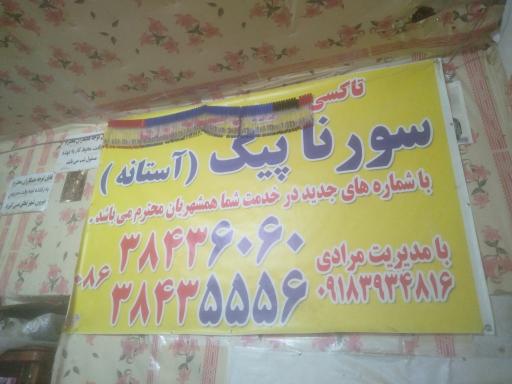 تاکسی
سورنا پیک (آستانه)
با شماره های جدید در خدمت شما همشهریان محترم می باشد.
۰۸۶
۳۸۴۳۶۰۶۰
۳۸۴۳۵۵۵۶
با مدیریت مرادی
۰۹۱۸۳۹۳۴۸۱۶